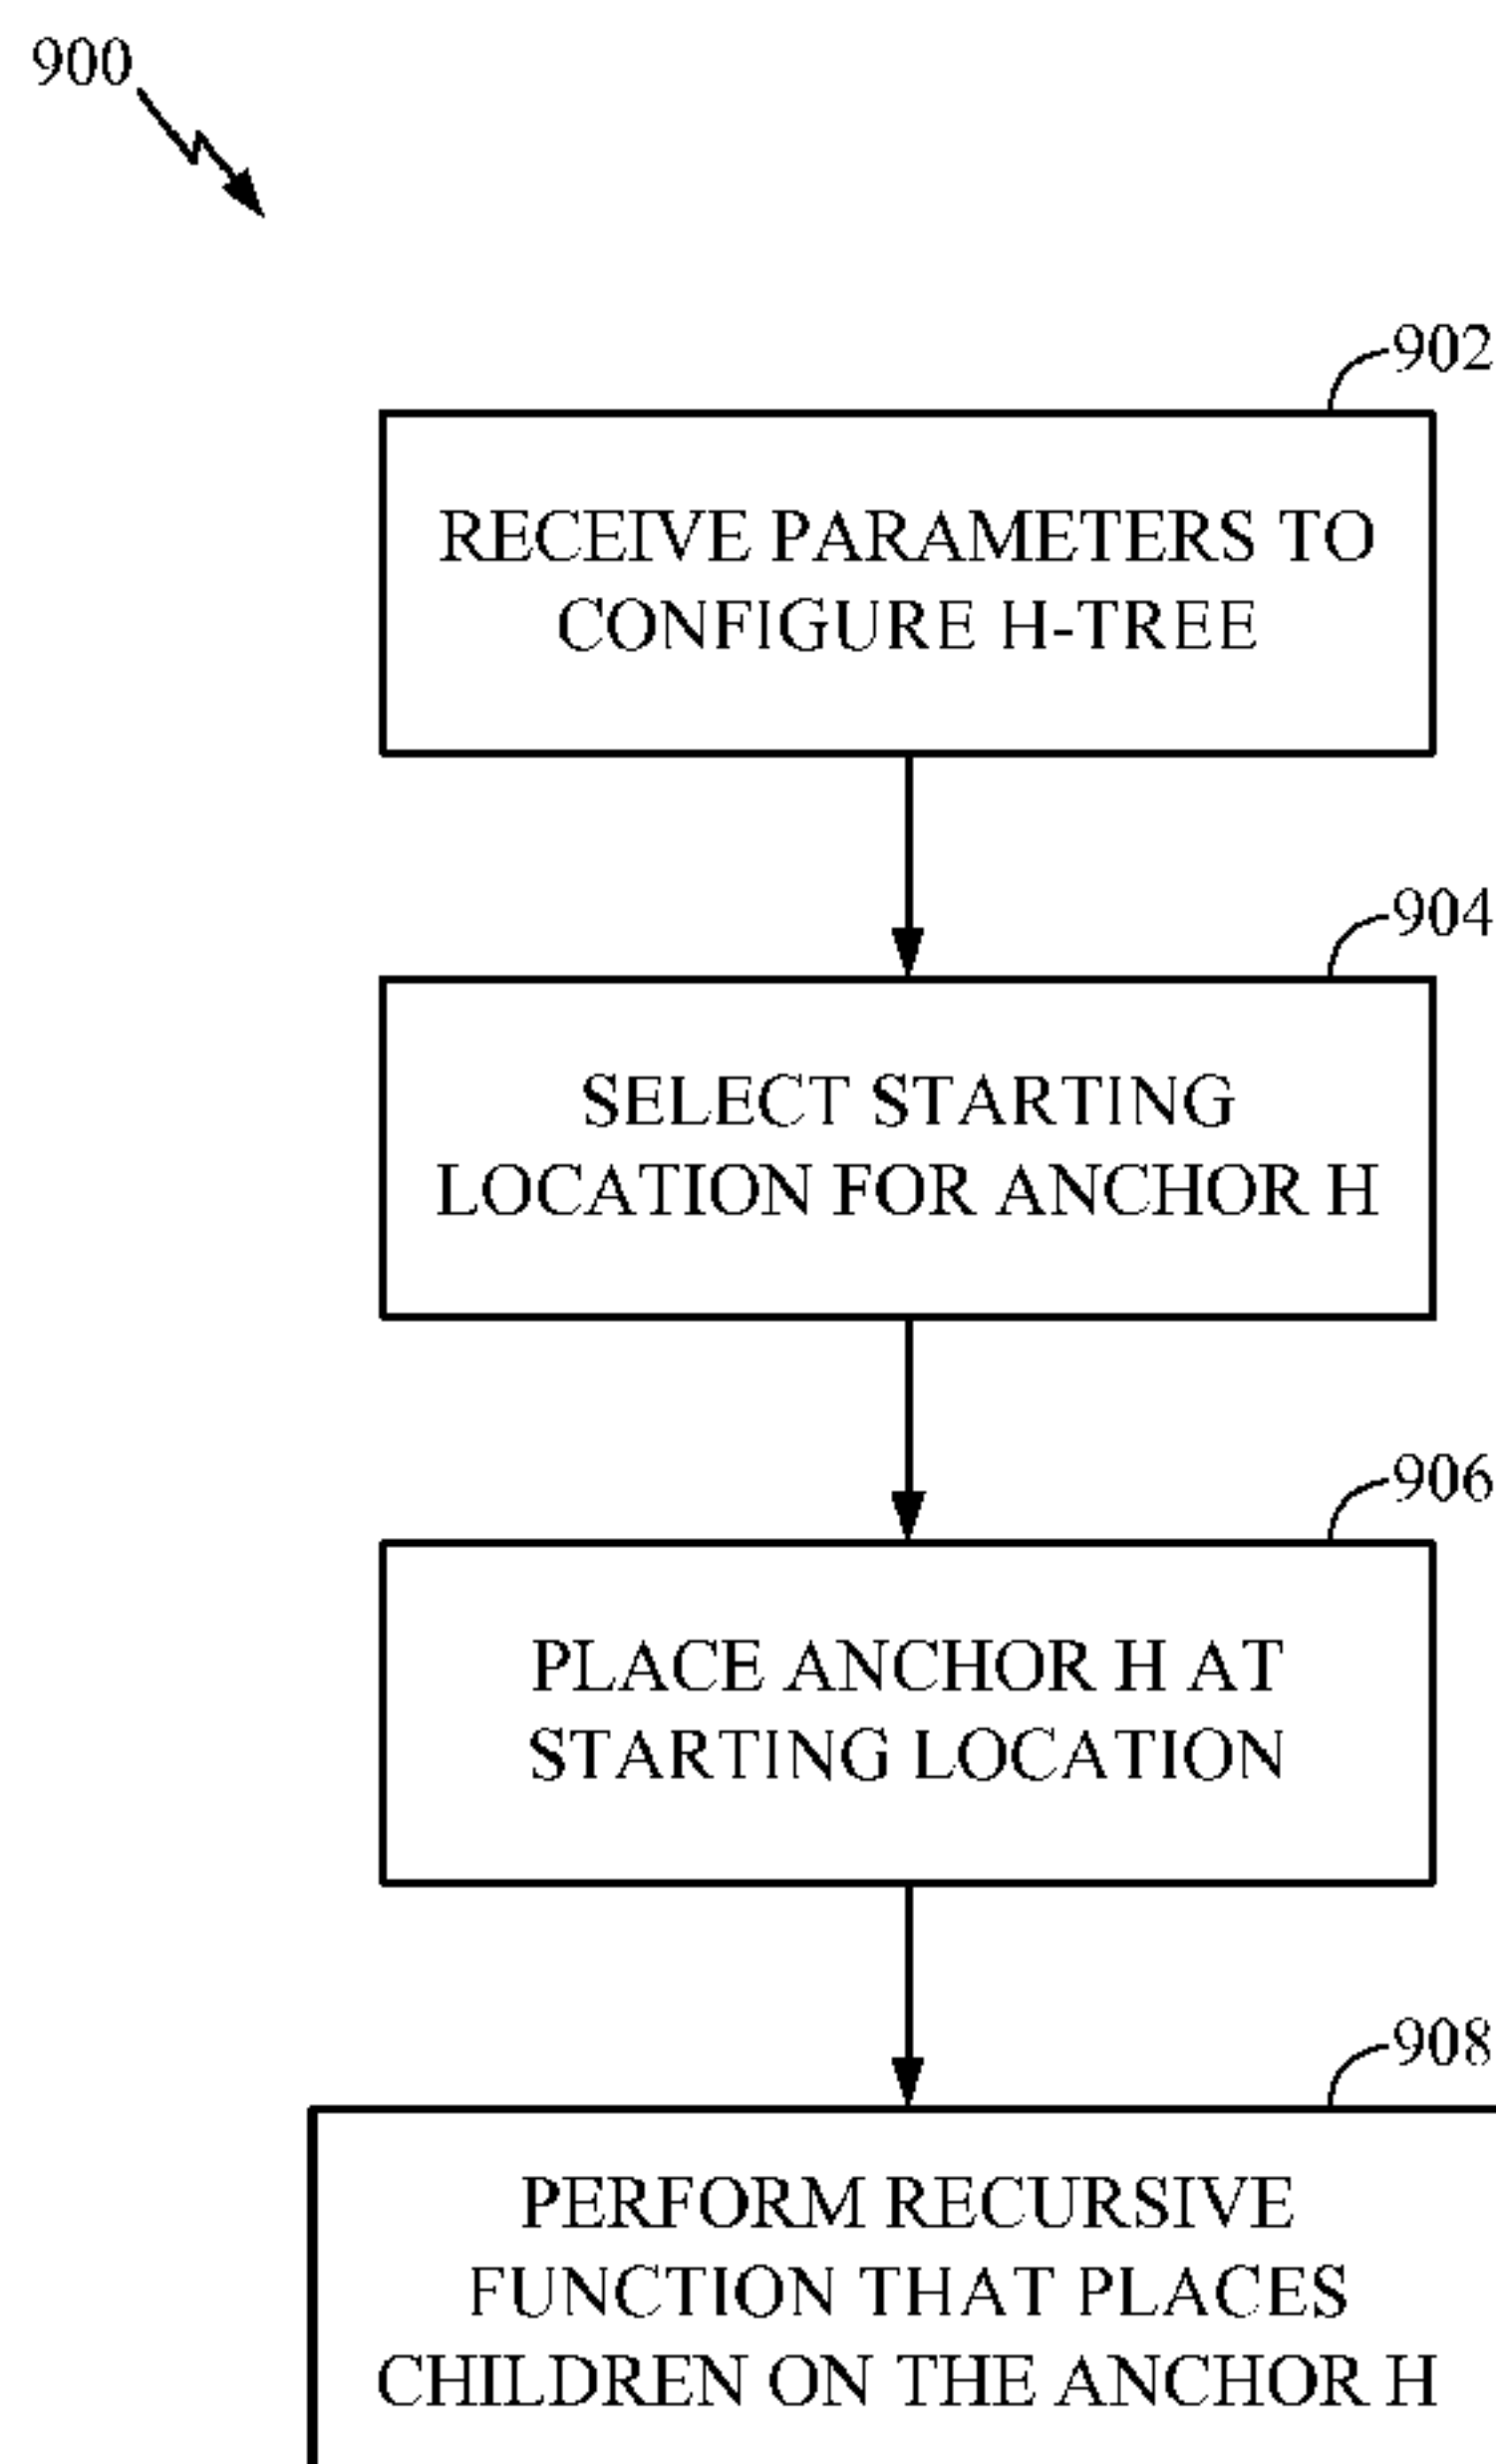 900
902
RECEIVE PARAMETERS TO
CONFIGURE H-TREE
904
SELECT STARTING
LOCATION FOR ANCHOR H
906
PLACE ANCHOR H AT
STARTING LOCATION
908
PERFORM RECURSIVE
FUNCTION THAT PLACES
CHILDREN ON THE ANCHOR H